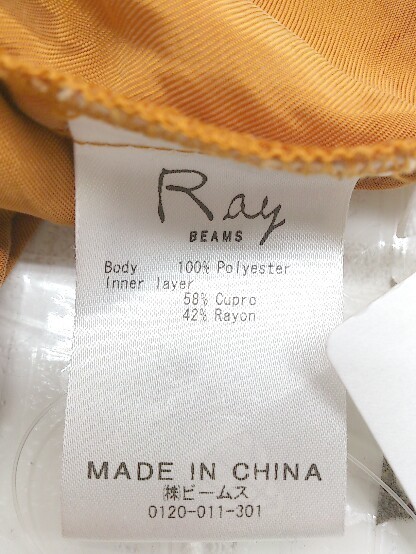 Ray
BEAMS
Body 100% Polyester
Inner layer
58% Cupro
42% Rayon
MADE IN CHINA
㈱ビームス
0120-011-301